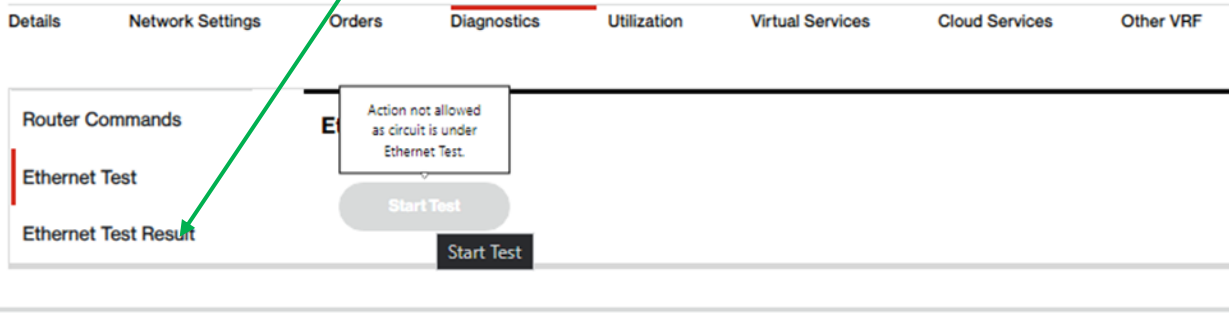 Details Network Settings Orders Diagnostics Utilization Virtual Services Cloud Services Other VRF
Router Commands
Ethernet Test
Ethernet Test Result
Action not allowed
as circuit is under
Ethernet Test.
Start Test
Start Test